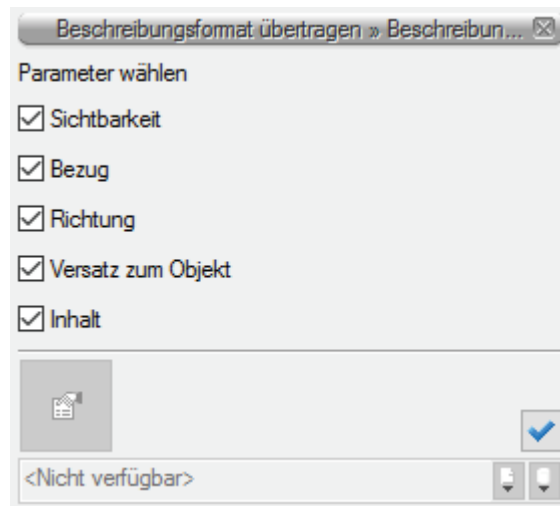 Beschreibungsformat übertragen » Beschreibun...
Parameter wählen
Sichtbarkeit
Bezug
Richtung
Versatz zum Objekt
Inhalt
<Nicht verfügbar>